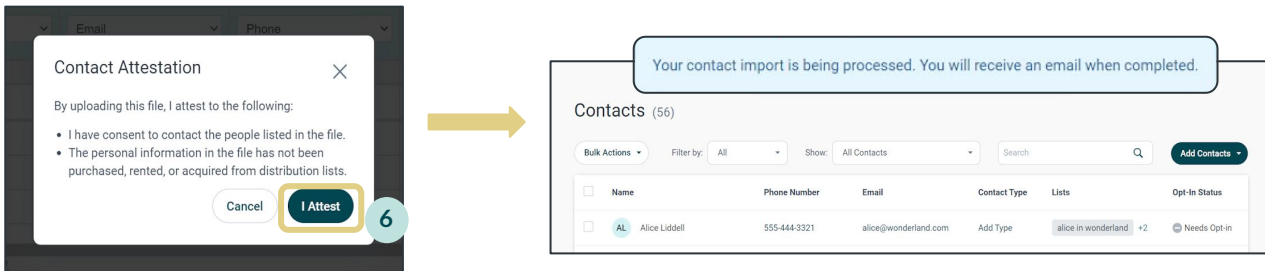 Email
Phone
Contact Attestation
By uploading this file, I attest to the following:
• I have consent to contact the people listed in the file.
• The personal information in the file has not been
purchased, rented, or acquired from distribution lists.
Cancel
I Attest
6
Your contact import is being processed. You will receive an email when completed.
Contacts (56)
Bulk Actions
Filter by:
All
Show:
All Contacts
Search
Add Contacts
Name
Phone Number
Email
Contact Type
Lists
Opt-In Status
AL
Alice Liddell
555-444-3321
alice@wonderland.com
Add Type
alice in wonderland
+2
Needs Opt-in